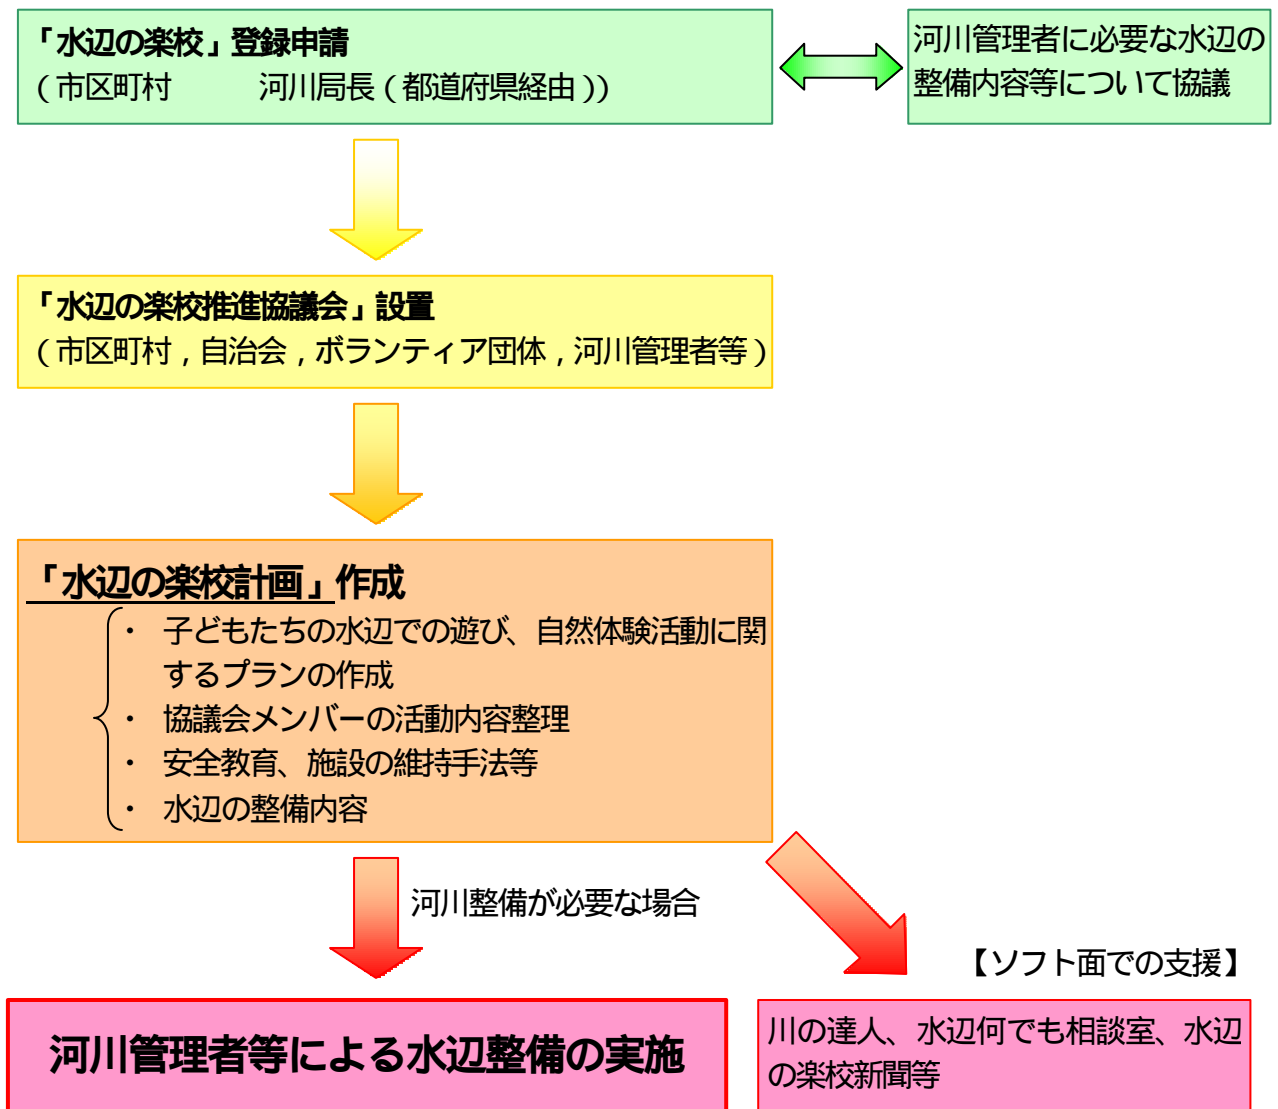 「水辺の楽校」登録申請
（市区町村　　　河川局長（都道府県経由））
河川管理者に必要な水辺の
整備内容等について協議
「水辺の楽校推進協議会」設置
（市区町村，自治会，ボランティア団体，河川管理者等）
「水辺の楽校計画」作成
・　子どもたちの水辺での遊び、自然体験活動に関
するプランの作成
・　協議会メンバーの活動内容整理
・　安全教育、施設の維持手法等
・　水辺の整備内容
河川整備が必要な場合
【ソフト面での支援】
河川管理者等による水辺整備の実施
川の達人、水辺何でも相談室、水辺
の楽校新聞等